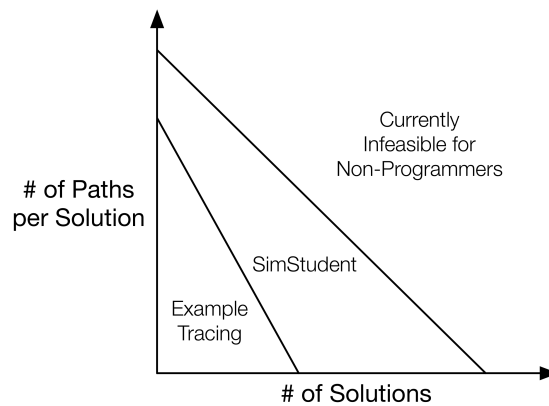 Currently
Infeasible for
Non-Programmers
# of Paths
per Solution
SimStudent
Example
Tracing
# of Solutions